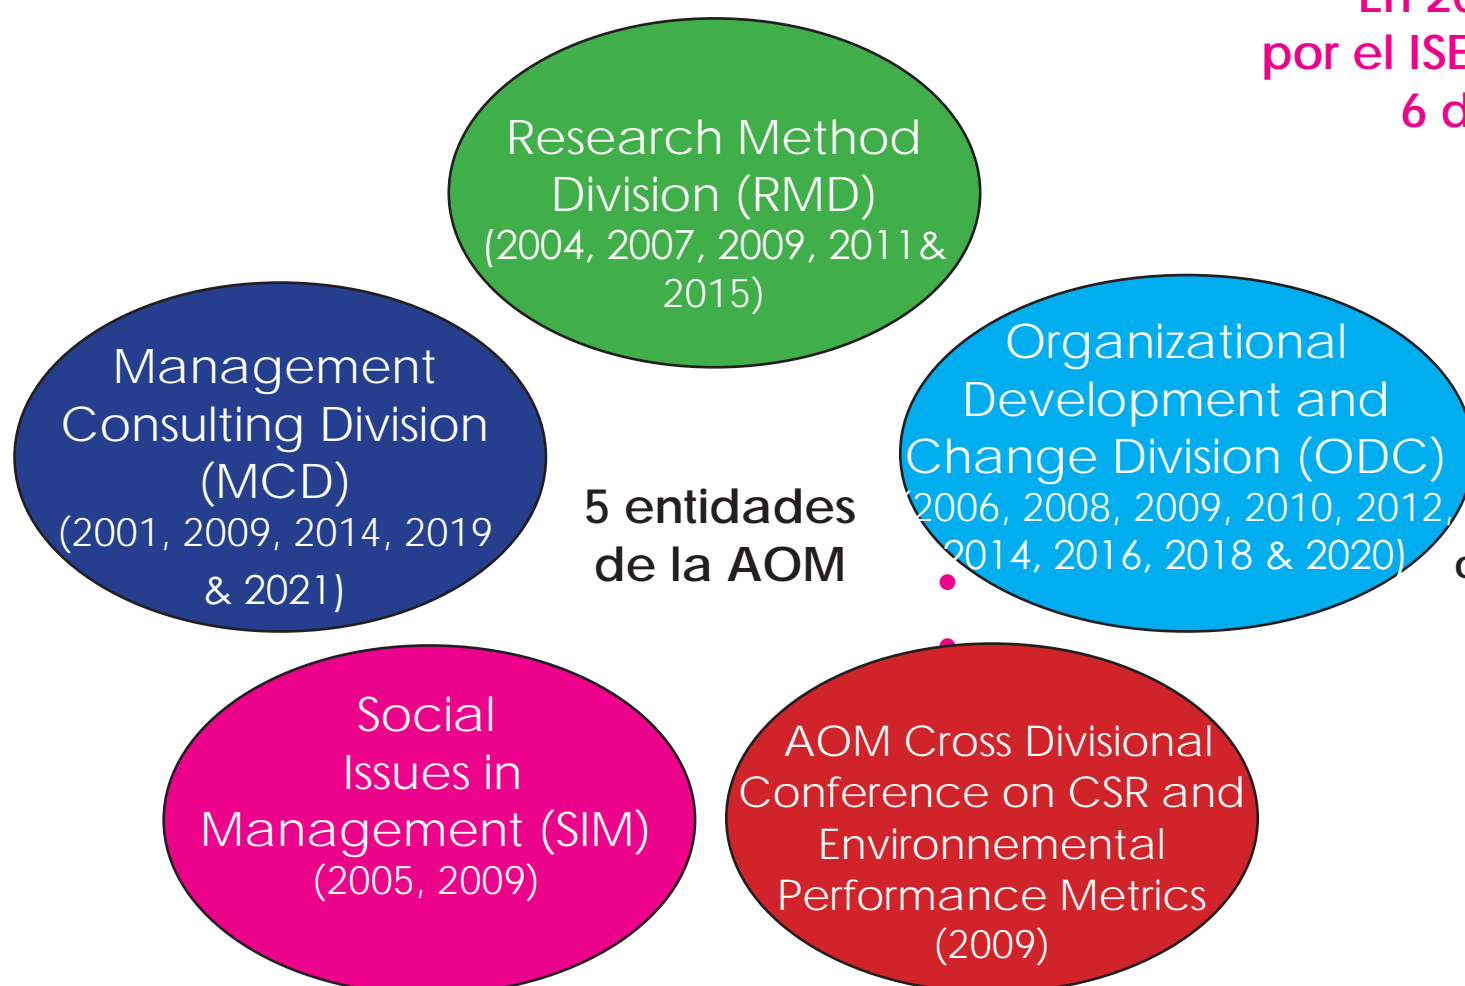 por el
Research Method
Division (RMD)
(2004, 2007, 2009, 2011&
2015)
Management
Consulting Division
(MCD)
(2001, 2009, 2014, 2019
& 2021)
5 entidades
de la AOM
Organizational
Development and
Change Division (ODC)
(2006, 2008, 2009, 2010, 2012,
2014, 2016, 2018 & 2020)
Social
Issues in
Management (SIM)
(2005, 2009)
AOM Cross Divisional
Conference on CSR and
Environnemental
Performance Metrics
(2009)